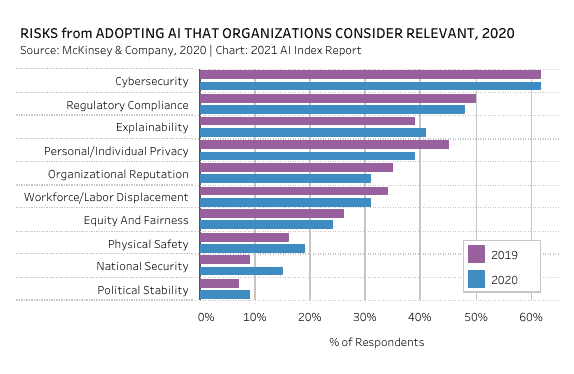 RISKS from ADOPTING AI THAT ORGANIZATIONS CONSIDER RELEVANT, 2020
Source: McKinsey & Company, 2020 | Chart: 2021 AI Index Report
Cybersecurity
Regulatory Compliance
Explainability
Personal/Individual Privacy
Organizational Reputation
Workforce/Labor Displacement
Equity And Fairness
Physical Safety
National Security
Political Stability
2019
2020
0% 10% 20% 30% 40% 50% 60%
% of Respondents